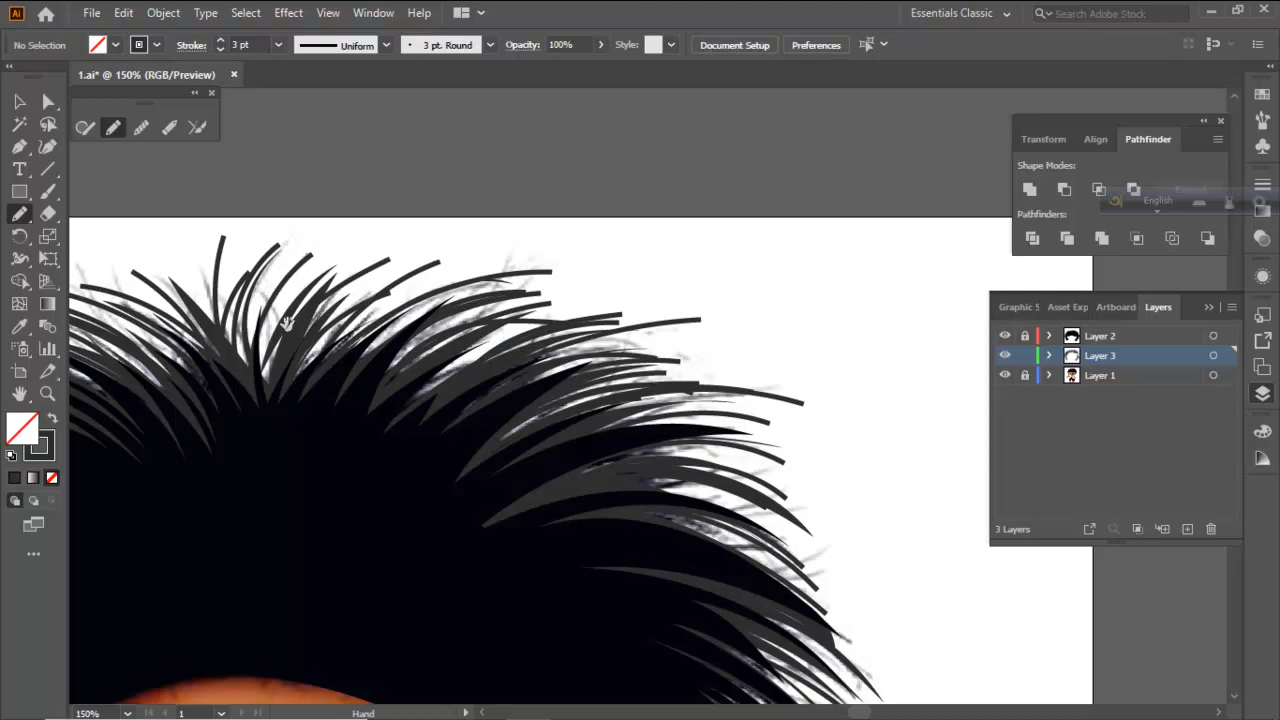 Ai File Edit Object Type Select Effect View Window Help Essentials Classic Search Adobe Stock
No Selection Stroke: 3 pt Uniform 3 pt. Round Opacity: 100% Style: Document Setup Preferences
1.ai* @ 150% (RGB/Preview)
Transform Align Pathfinder
Shape Modes:
English
Pathfinders:
Graphic S Asset Exp Artboard Layers
Layer 2
Layer 3
Layer 1
3 Layers
150% 1 Hand